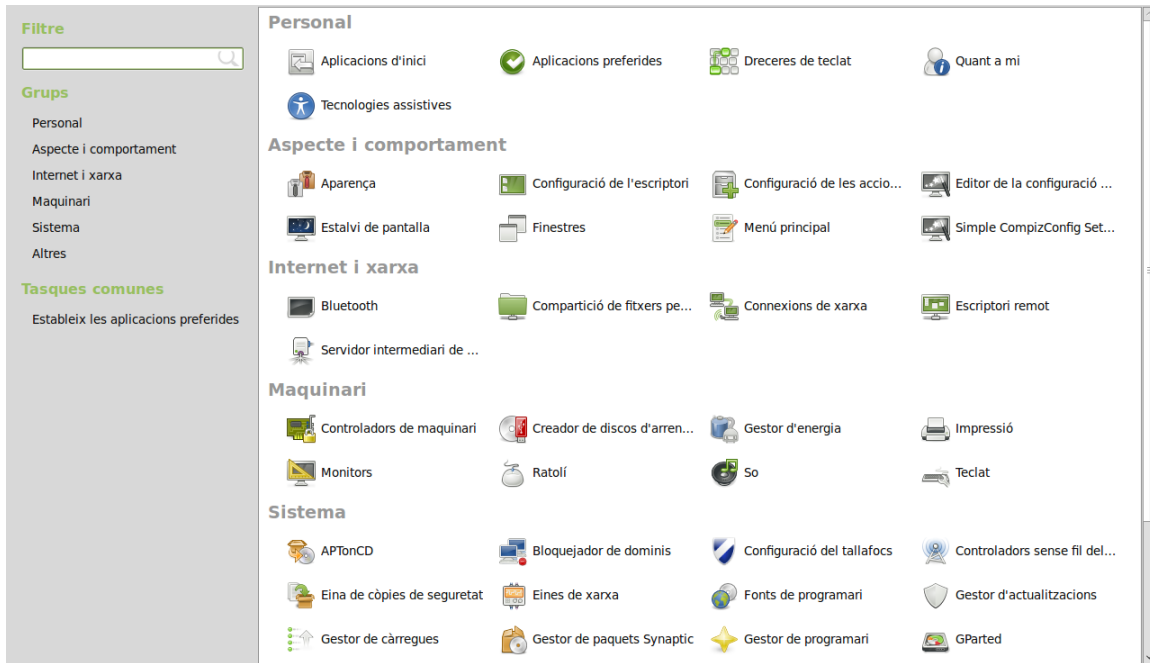 Filtre
Grups
Personal
Aspecte i comportament
Internet i xarxa
Maquinari
Sistema
Altres
Tasques comunes
Estableix les aplicacions preferides
Personal
Aplicacions d'inici
Aplicacions preferides
Dreceres de teclat
Quant a mi
Tecnologies assistives
Aspecte i comportament
Aparença
Configuració de l'escriptori
Configuració de les accio...
Editor de la configuració ...
Estalvi de pantalla
Finestres
Menú principal
Simple CompizConfig Set...
Internet i xarxa
Bluetooth
Compartició de fitxers pe...
Connexions de xarxa
Escriptori remot
Servidor intermediari de ...
Maquinari
Controladors de maquinari
Creador de discos d'arren...
Gestor d'energia
Impressió
Monitors
Ratolí
So
Teclat
Sistema
APTonCD
Bloquejador de dominis
Configuració del tallafocs
Controladors sense fil del...
Eina de còpies de seguretat
Eines de xarxa
Fonts de programari
Gestor d'actualitzacions
Gestor de càrregues
Gestor de paquets Synaptic
Gestor de programari
GParted